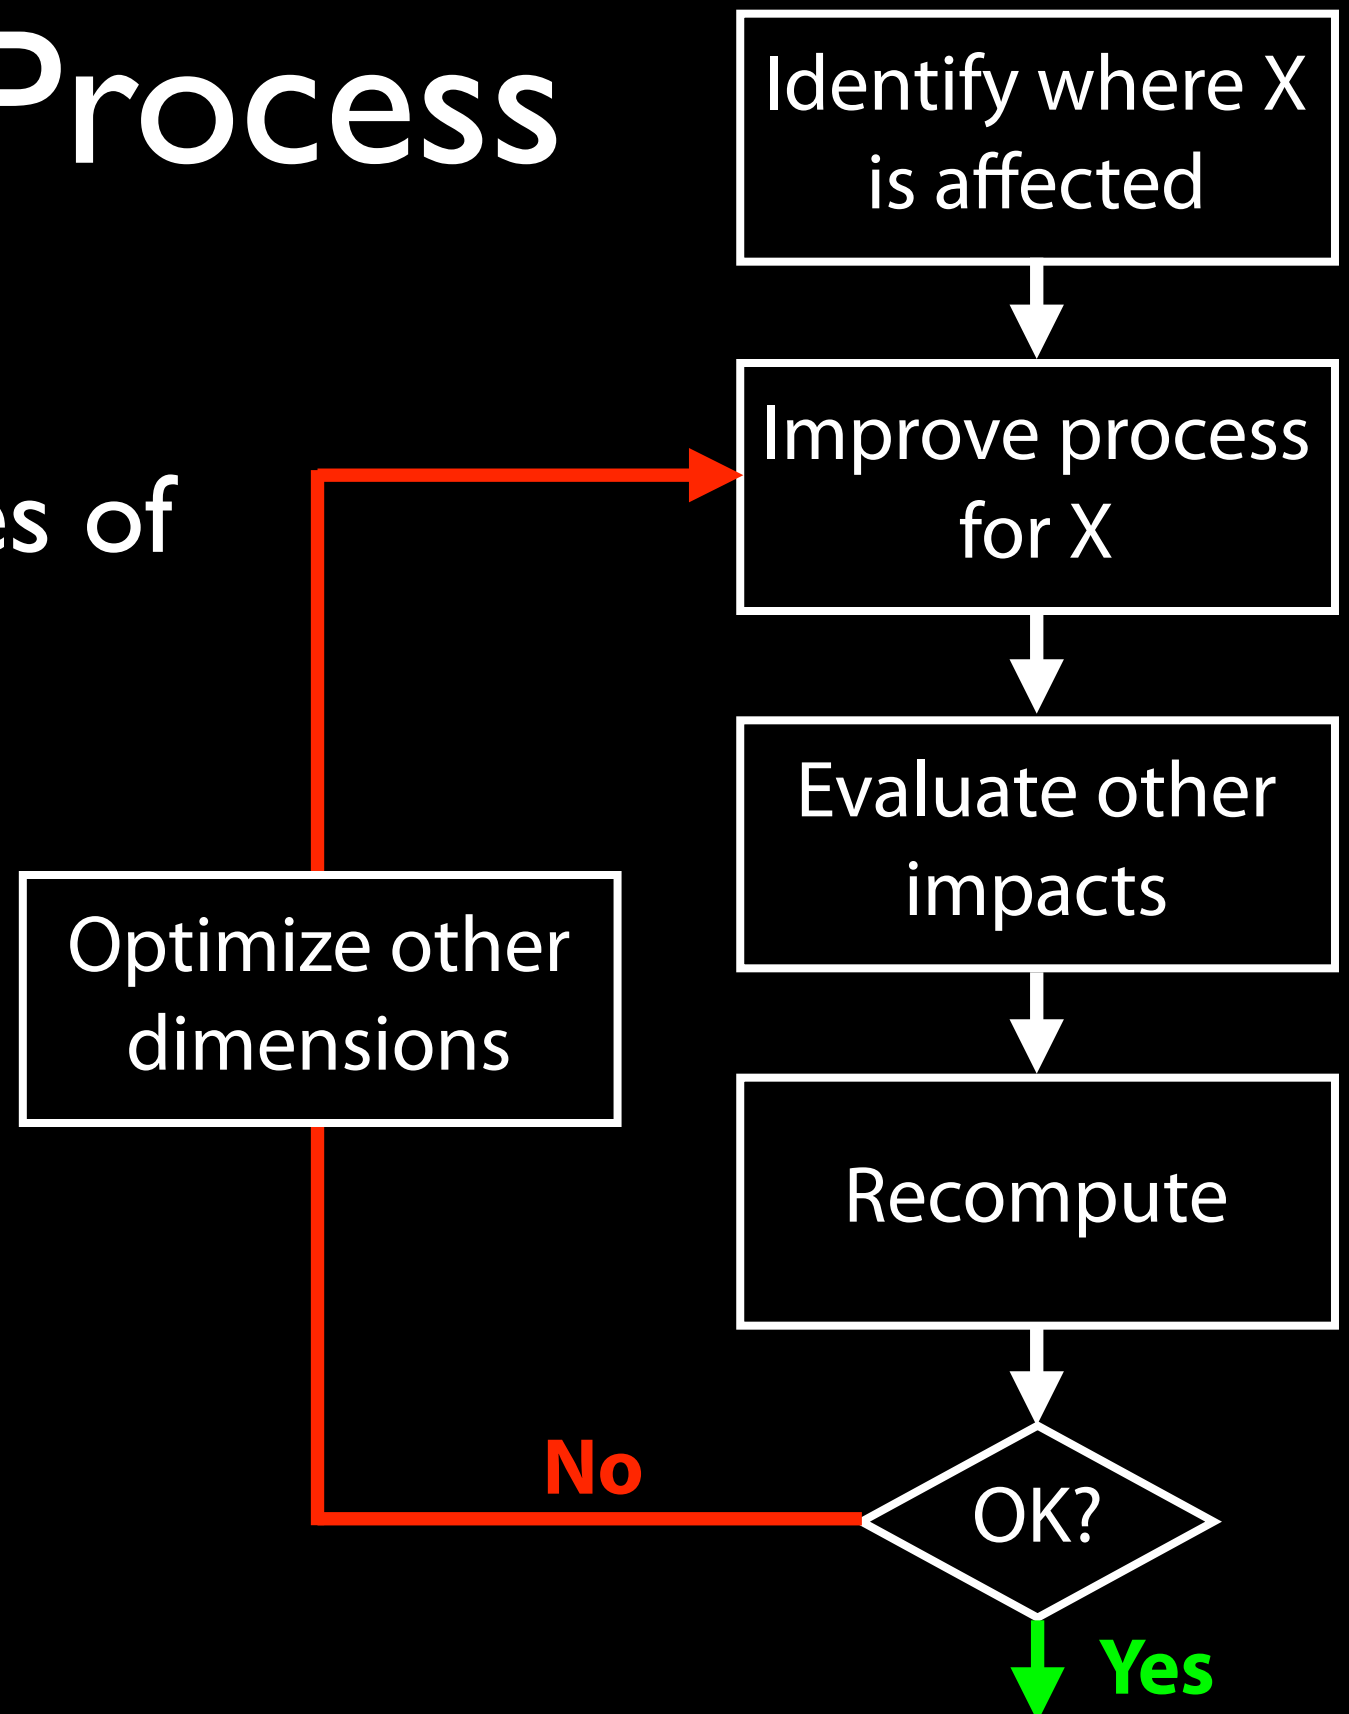 Process
Identify where X
is affected
Improve process
for X
es of
Evaluate other
impacts
Optimize other
dimensions
Recompute
No
OK?
Yes